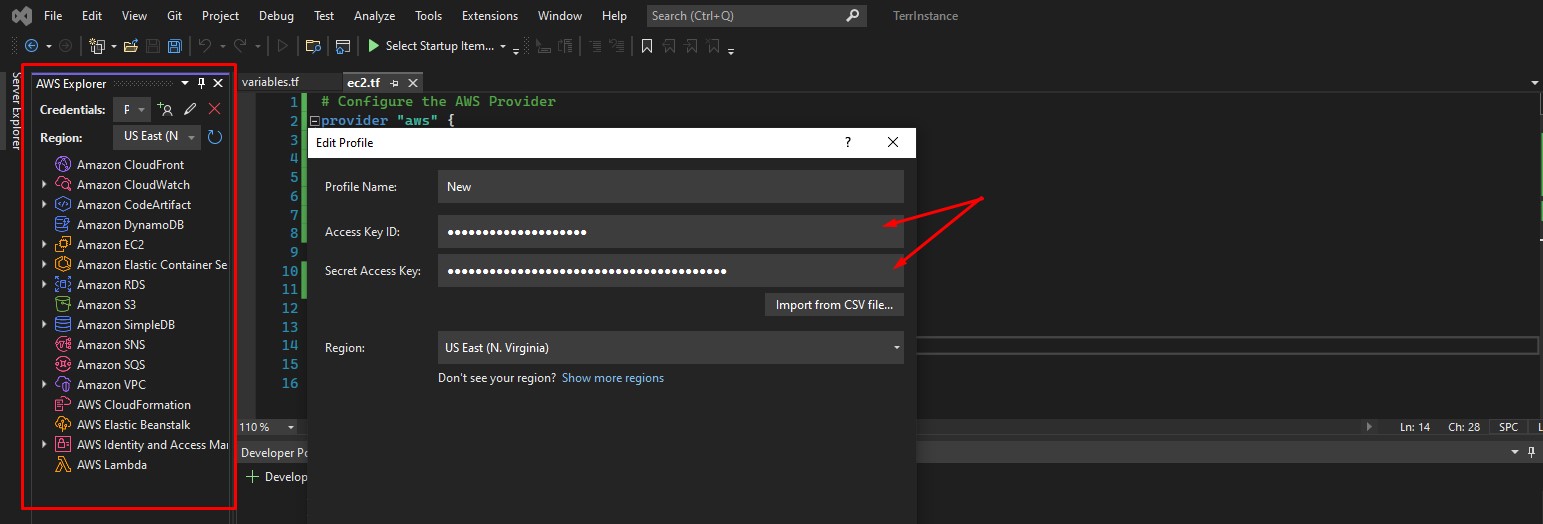 File Edit View Git Project Debug Test Analyze Tools Extensions Window Help Search (Ctrl+Q) TerrInstance
Select Startup Item...
Server Explorer
AWS Explorer
Credentials: P
Region: US East (N
Amazon CloudFront
Amazon CloudWatch
Amazon CodeArtifact
Amazon DynamoDB
Amazon EC2
Amazon Elastic Container Se
Amazon RDS
Amazon S3
Amazon SimpleDB
Amazon SNS
Amazon SQS
Amazon VPC
AWS CloudFormation
AWS Elastic Beanstalk
AWS Identity and Access Mar
AWS Lambda
variables.tf ec2.tf
1 # Configure the AWS Provider
2 provider "aws" {
3
4
5
6
7
8
9
10
11
12
13
14
15
16
Edit Profile ?
Profile Name: New
Access Key ID: ••••••••••••••••••••
Secret Access Key: ••••••••••••••••••••••••••••••••••••••••
Import from CSV file...
Region: US East (N. Virginia)
Don't see your region? Show more regions
110 % Ln: 14 Ch: 28 SPC L
Developer Po
Develop